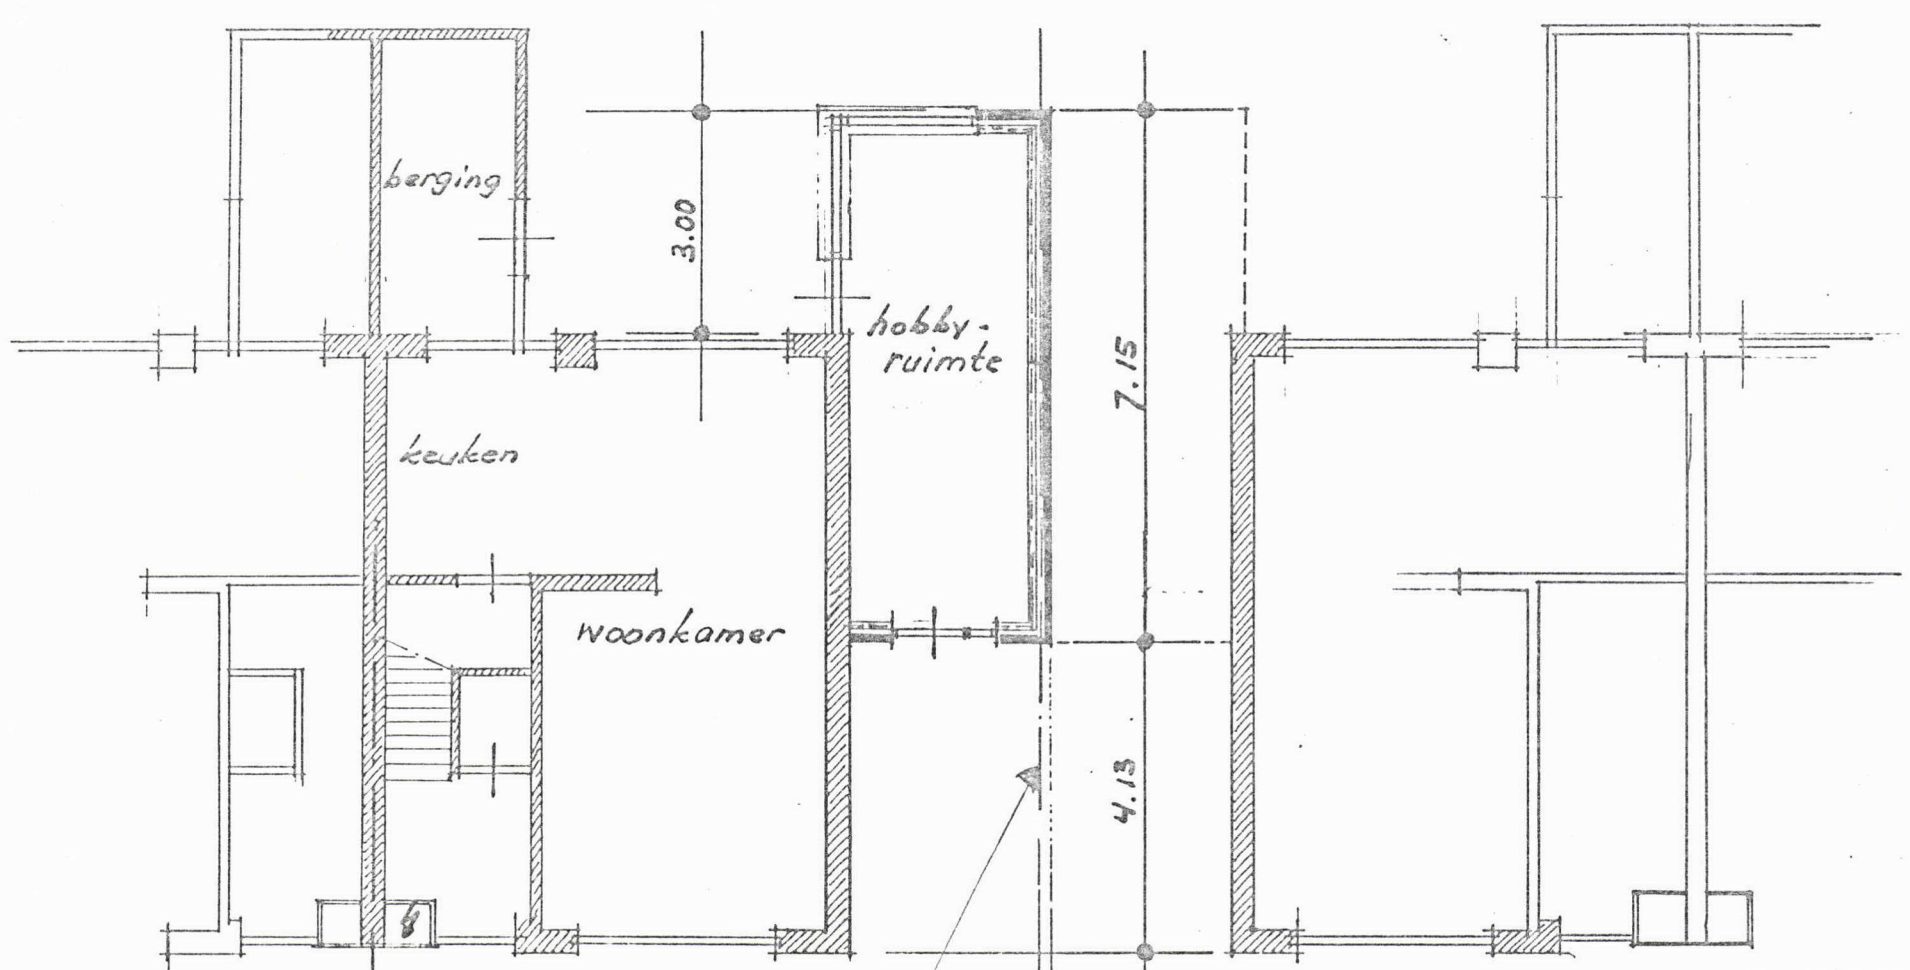 berging
3.00
hobby-
ruimte
7.15
keuken
woonkamer
4.13